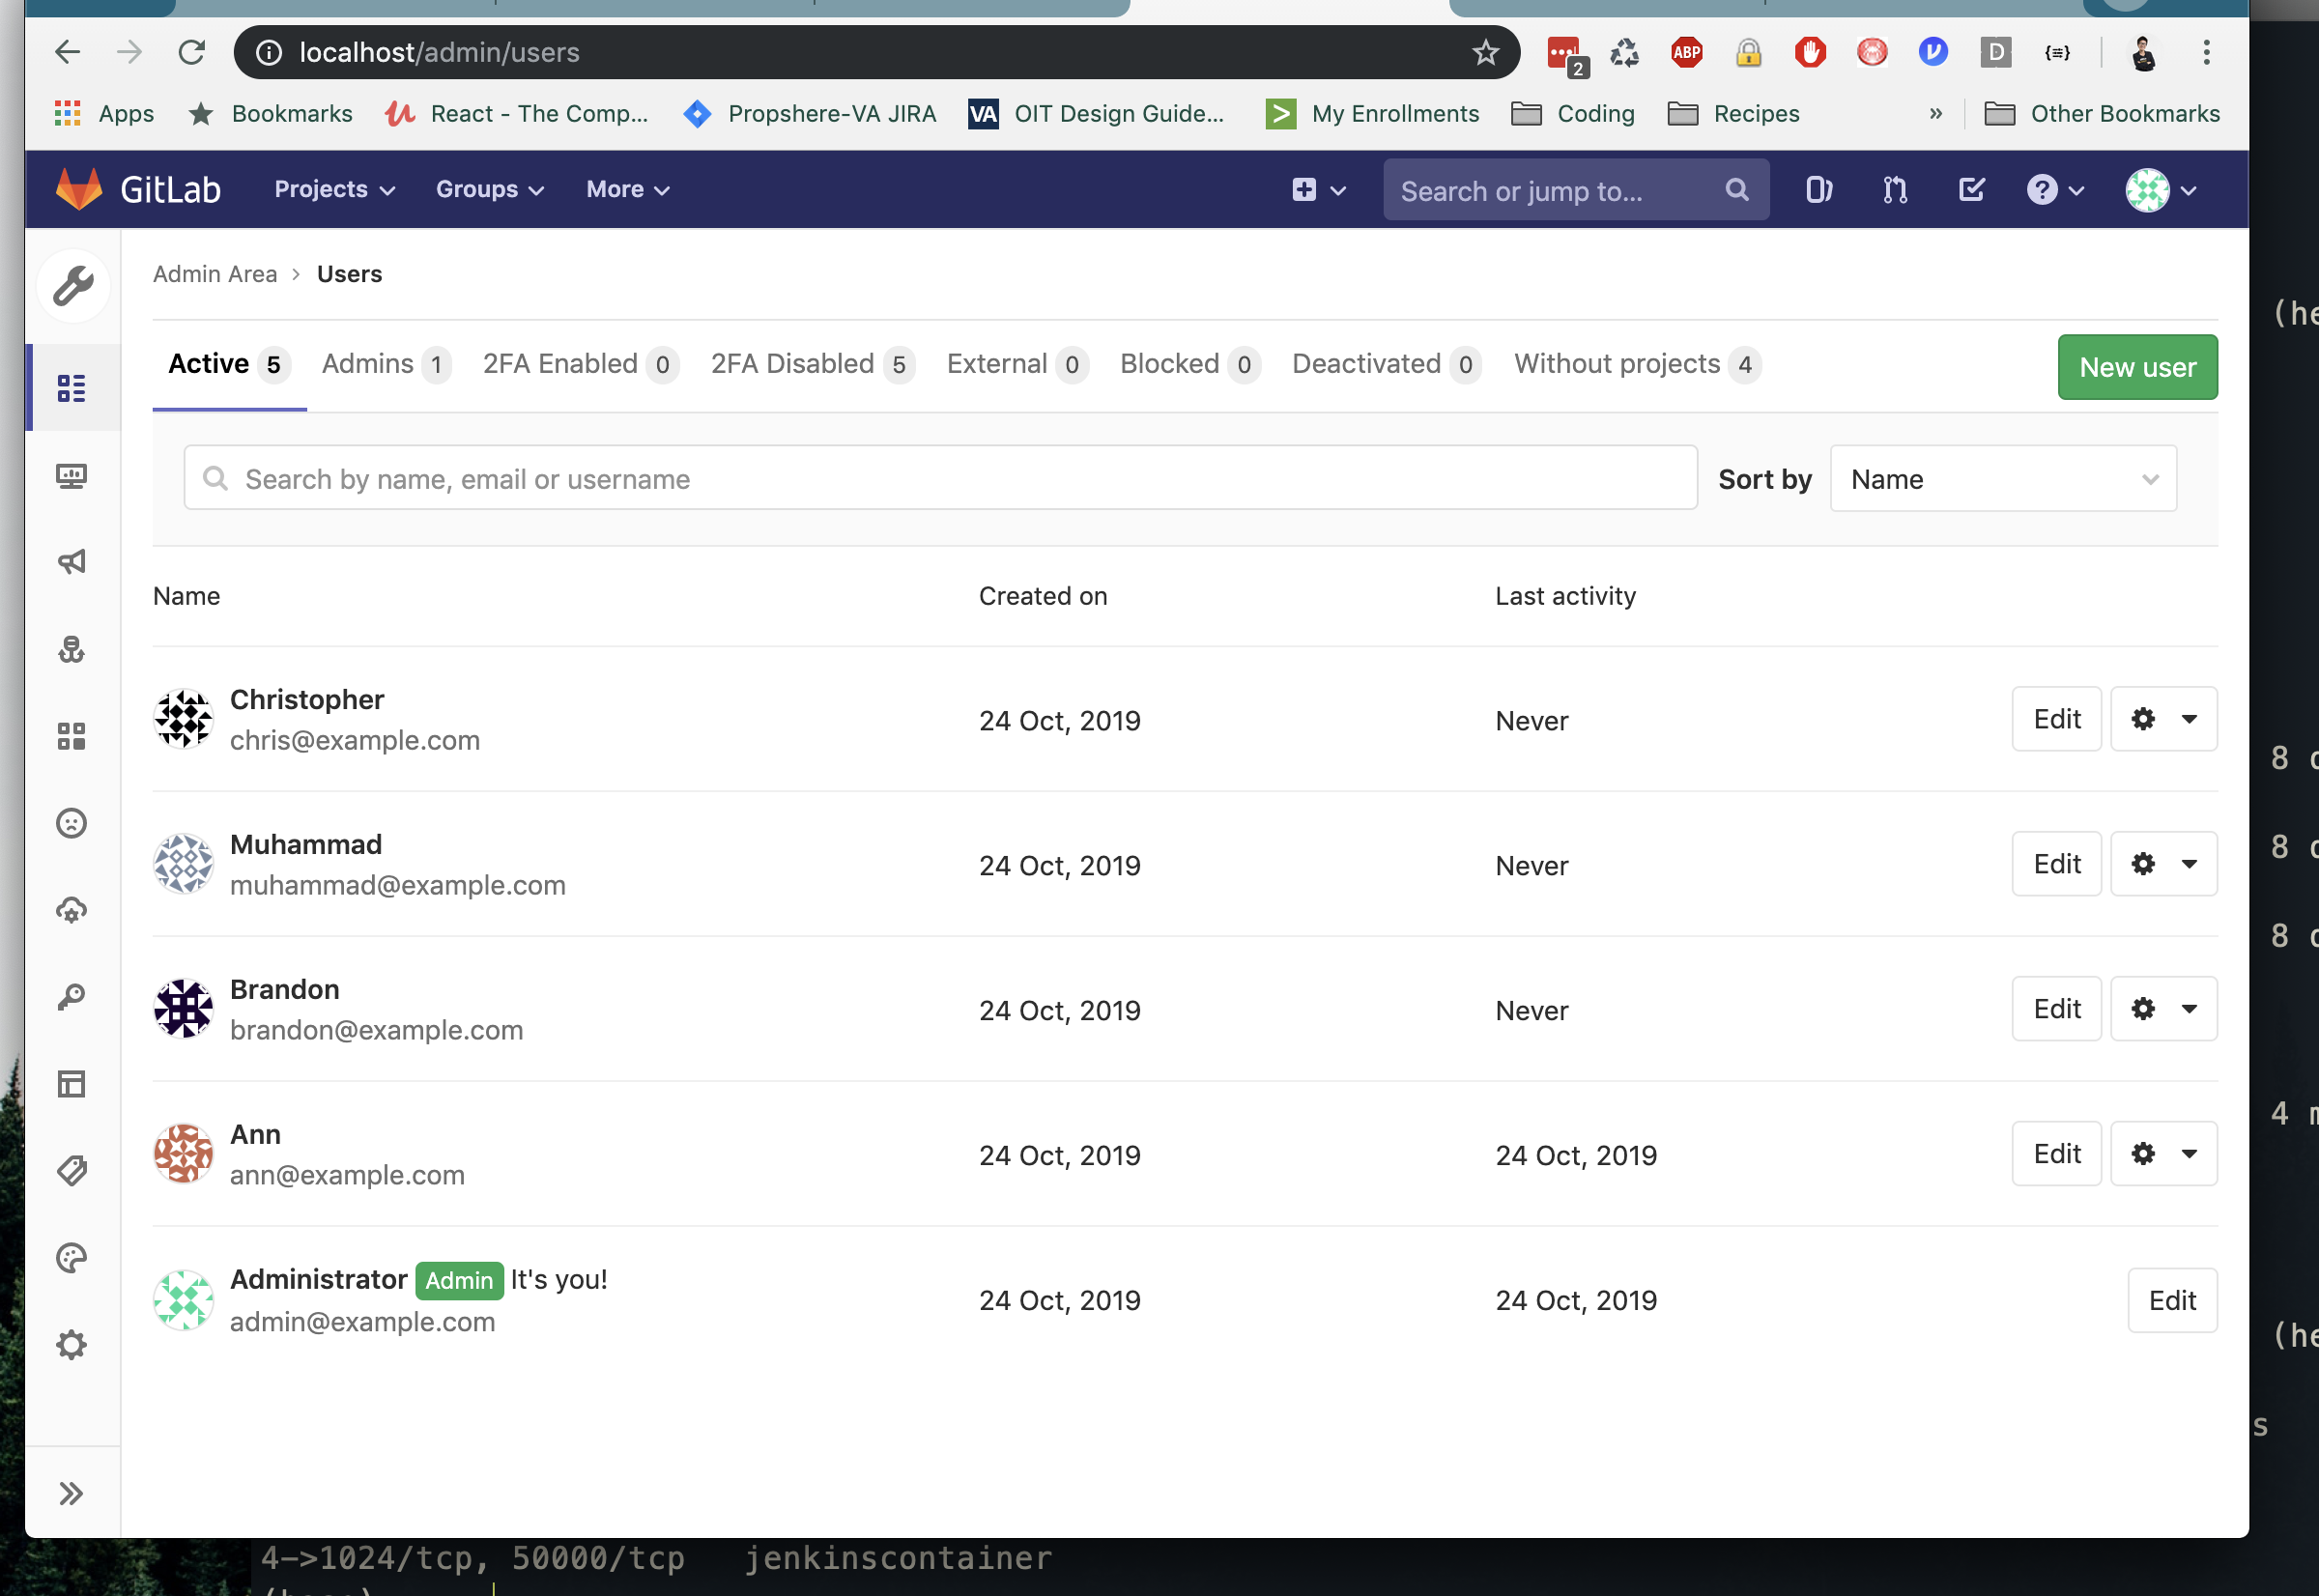 localhost/admin/users
2
ABP
D
Apps Bookmarks React - The Comp... Propshere-VA JIRA VA OIT Design Guide... My Enrollments Coding Recipes » Other Bookmarks
GitLab Projects Groups More Search or jump to...
Admin Area > Users
Active 5 Admins 1 2FA Enabled 0 2FA Disabled 5 External 0 Blocked 0 Deactivated 0 Without projects 4 New user
Search by name, email or username Sort by Name
Name Created on Last activity
Christopher
chris@example.com 24 Oct, 2019 Never Edit
Muhammad
muhammad@example.com 24 Oct, 2019 Never Edit
Brandon
brandon@example.com 24 Oct, 2019 Never Edit
Ann
ann@example.com 24 Oct, 2019 24 Oct, 2019 Edit
Administrator Admin It's you!
admin@example.com 24 Oct, 2019 24 Oct, 2019 Edit
(he
8
8
8
4
(he
s
4->1024/tcp, 50000/tcp jenkinscontainer